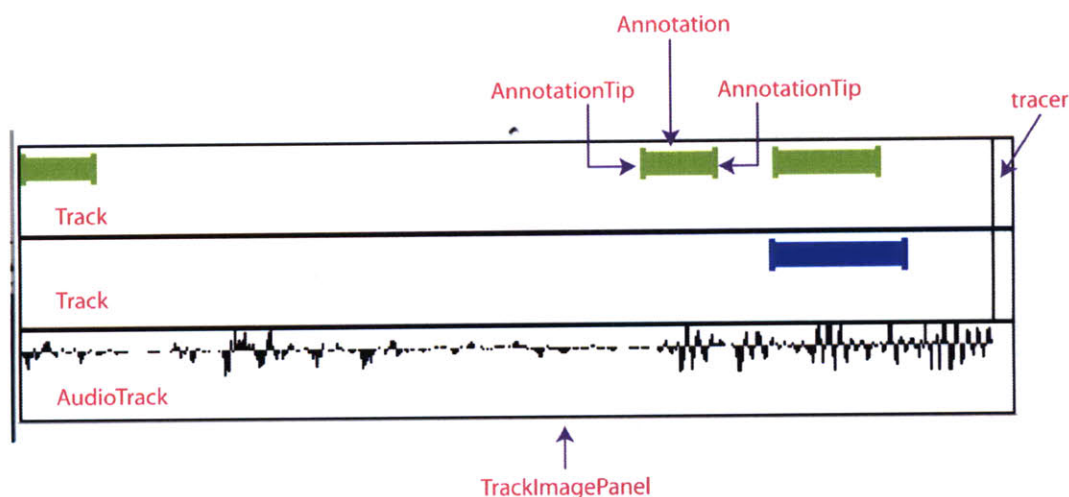 Annotation
AnnotationTip
AnnotationTip
tracer
Track
Track
AudioTrack
TrackImagePanel